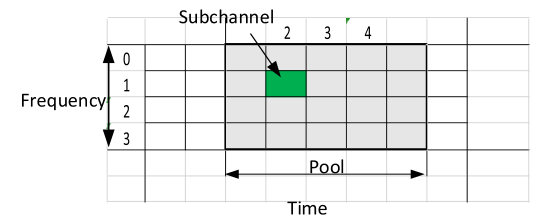 Subchannel
2 3 4
0
Frequency
1
2
3
Pool
Time